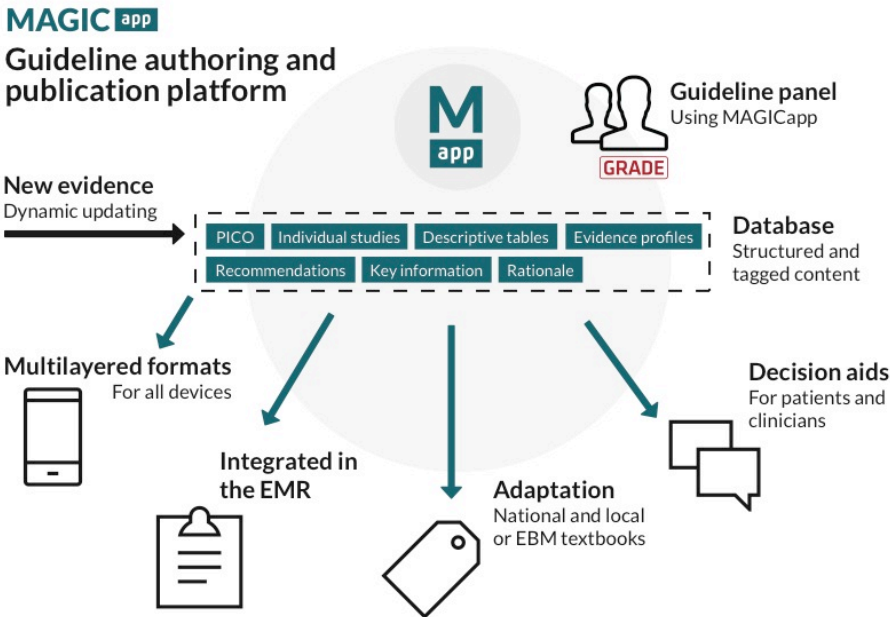 MAGIC app
Guideline authoring and
publication platform
M
app
Guideline panel
Using MAGICapp
GRADE
New evidence
Dynamic updating
PICO Individual studies Descriptive tables Evidence profiles
Recommendations Key information Rationale
Database
Structured and
tagged content
Multilayered formats
For all devices
Integrated in
the EMR
Adaptation
National and local
or EBM textbooks
Decision aids
For patients and
clinicians